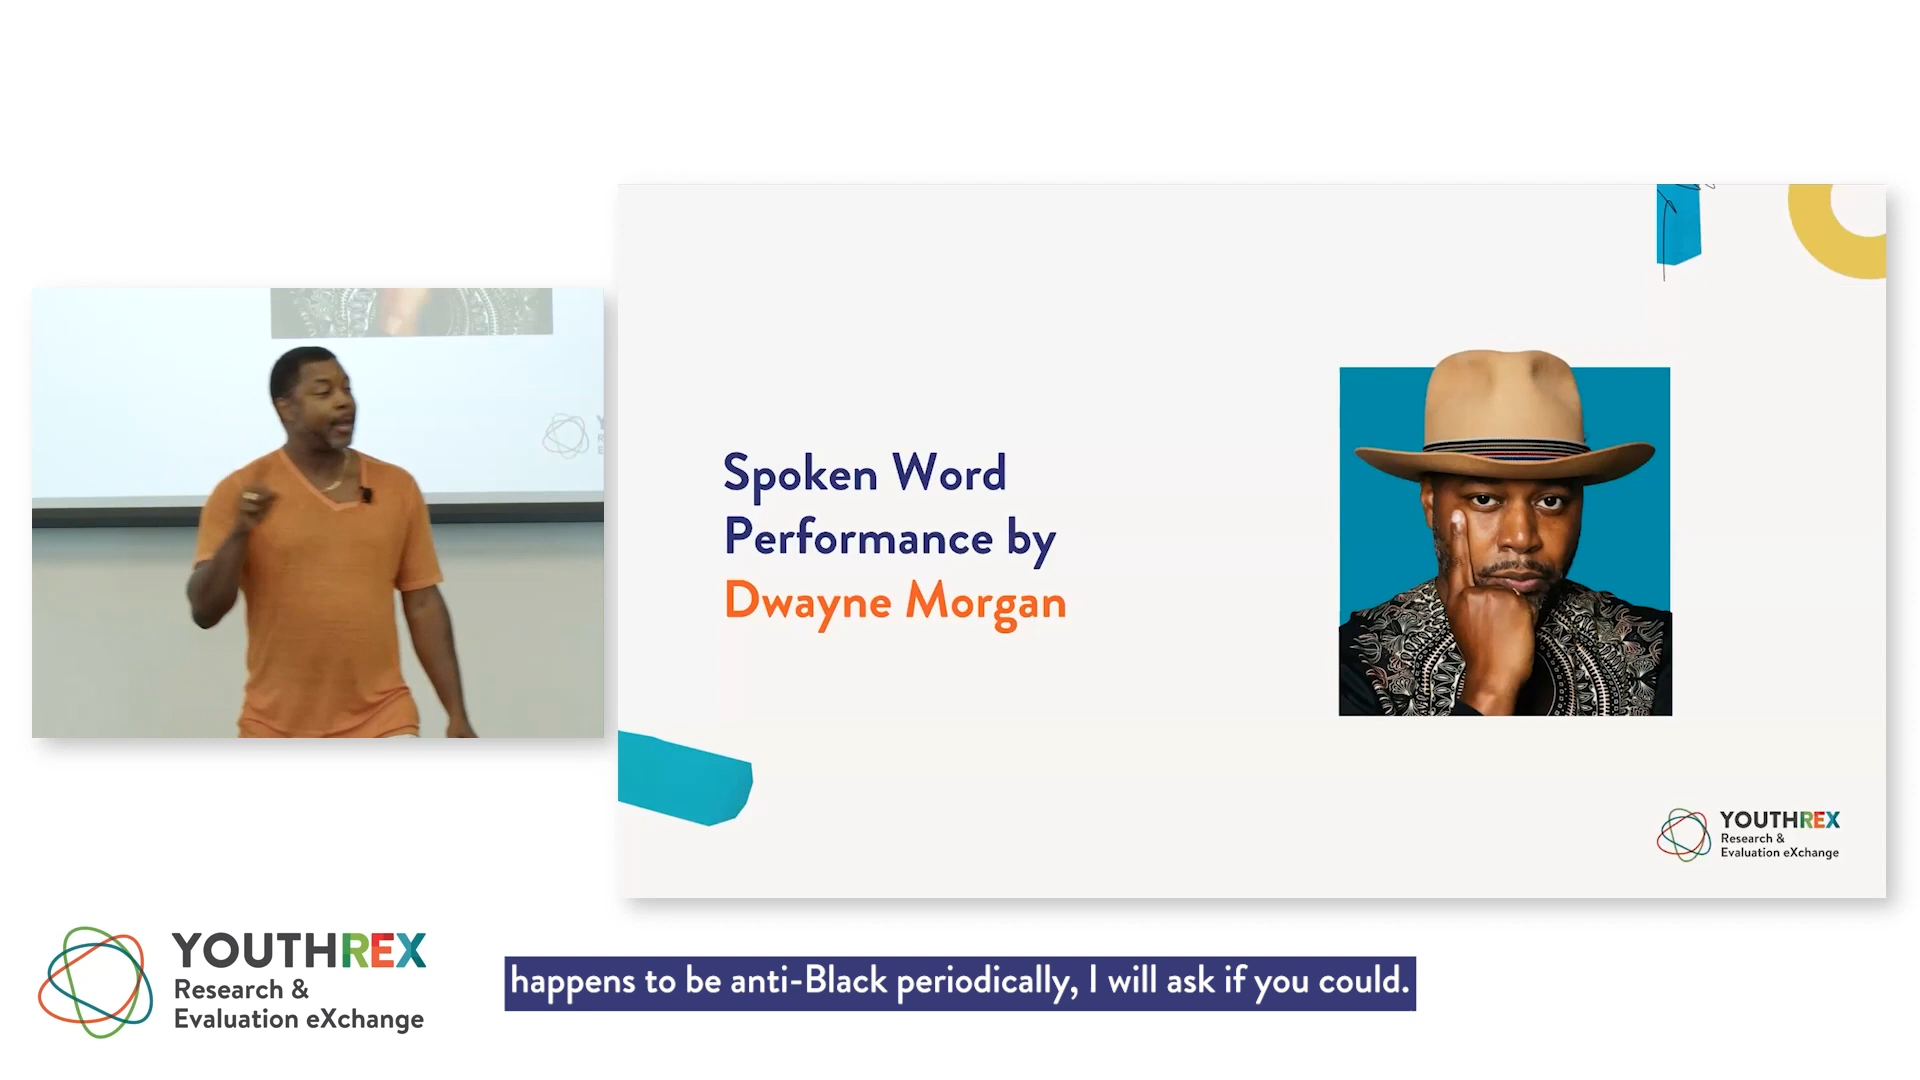 Spoken Word
Performance by
Dwayne Morgan
YOUTHREX
Research &
Evaluation eXchange
YOUTHREX
Research &
Evaluation eXchange
happens to be anti-Black periodically, I will ask if you could.